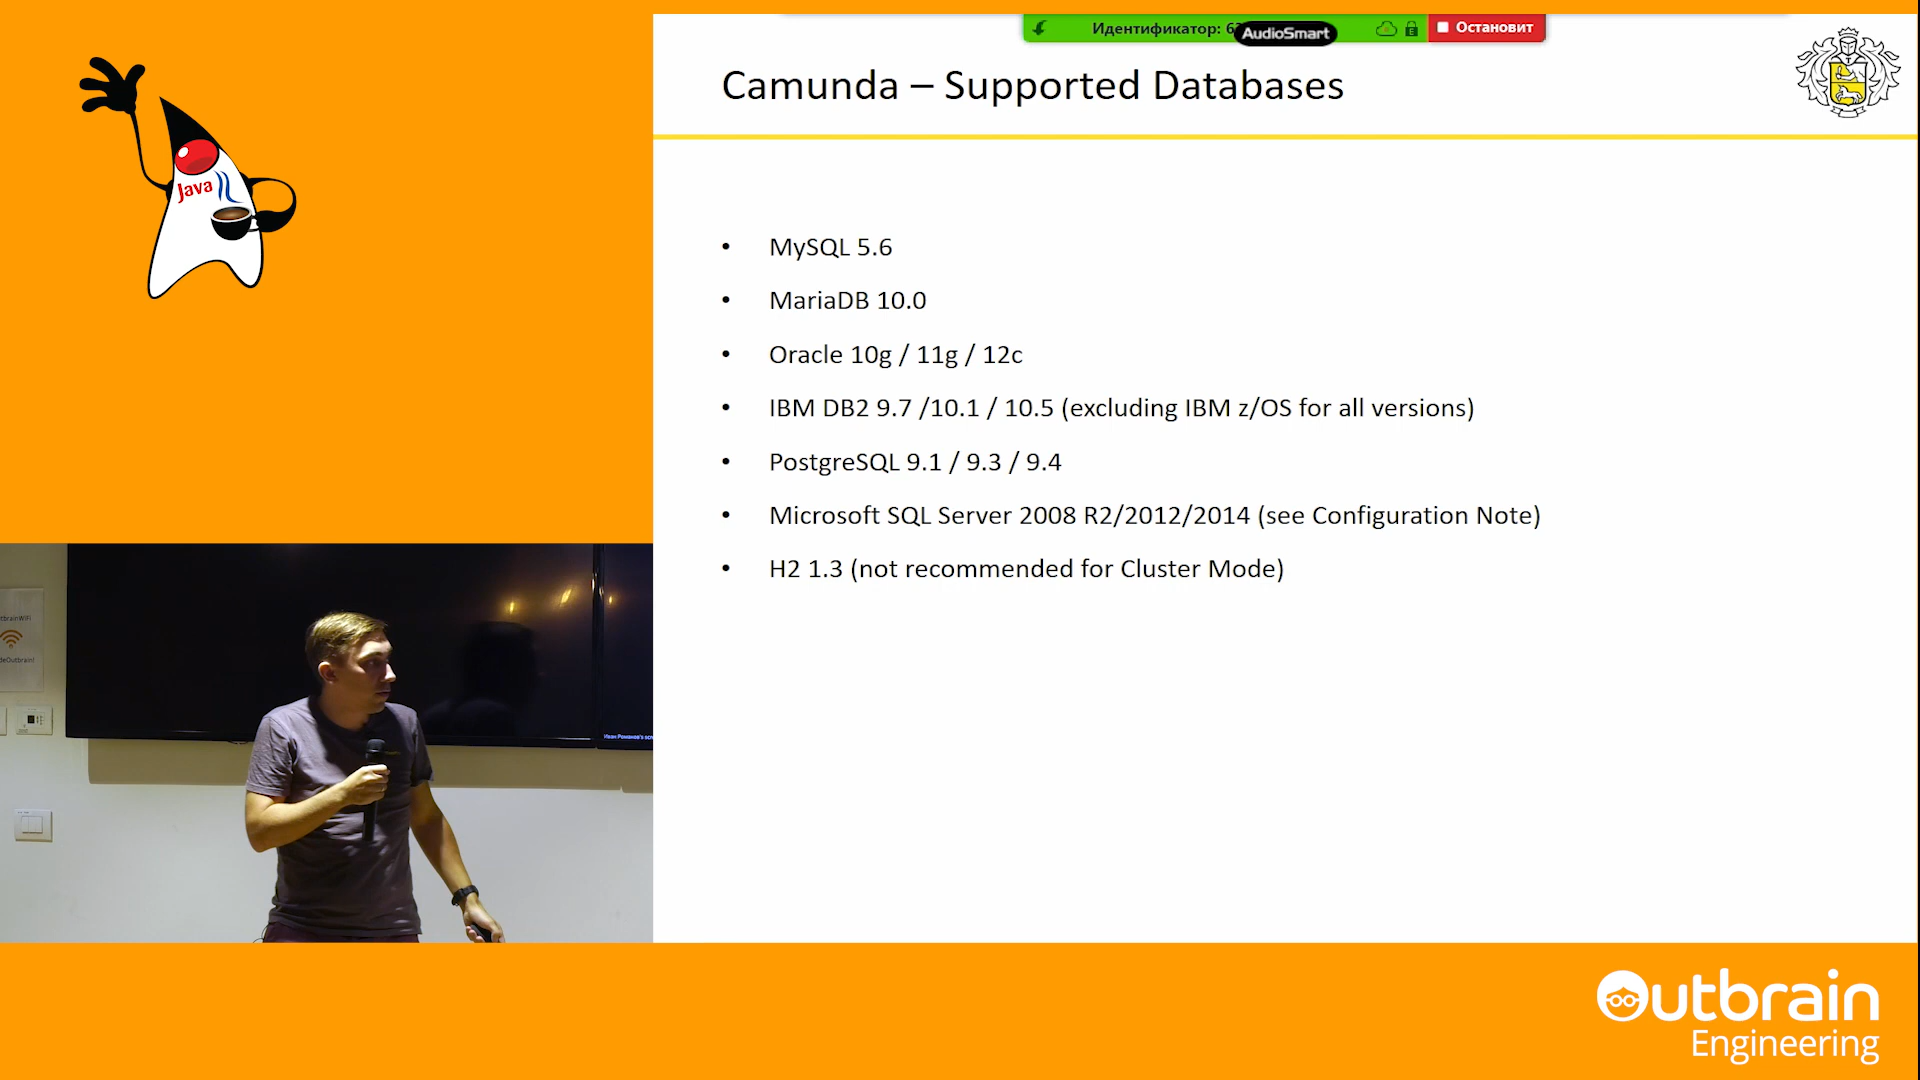 Идентификатор: 6
AudioSmart
Остановит
Camunda – Supported Databases
Java
• MySQL 5.6
• MariaDB 10.0
• Oracle 10g / 11g / 12c
• IBM DB2 9.7 /10.1 / 10.5 (excluding IBM z/OS for all versions)
• PostgreSQL 9.1 / 9.3 / 9.4
• Microsoft SQL Server 2008 R2/2012/2014 (see Configuration Note)
• H2 1.3 (not recommended for Cluster Mode)
Outbrain
Engineering